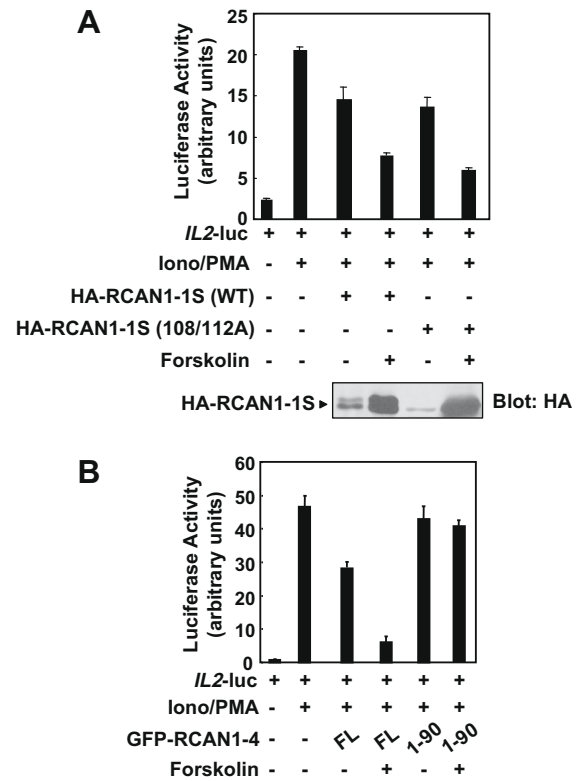 A
Luciferase Activity
(arbitrary units)
25
20
15
10
5
0
IL2-luc + + + + + +
Iono/PMA - + + + + +
HA-RCAN1-1S (WT) - - + + - -
HA-RCAN1-1S (108/112A) - - - - + +
Forskolin - - - + - +
HA-RCAN1-1S
Blot: HA
B
Luciferase Activity
(arbitrary units)
60
50
40
30
20
10
0
IL2-luc + + + + + +
Iono/PMA - + + + + +
GFP-RCAN1-4 - - FL FL 1-90 1-90
Forskolin - - - + - +